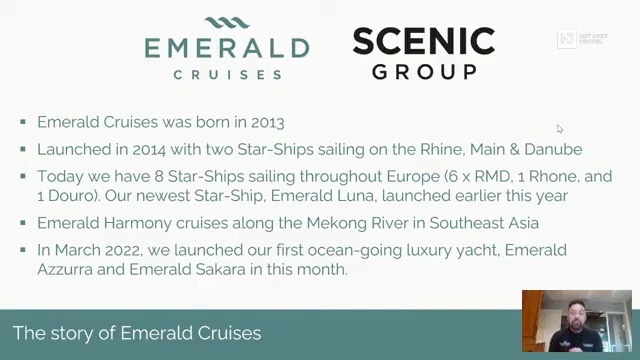 EMERALD
CRUISES
SCENIC
GROUP
NOT JUST
TRAVEL
Emerald Cruises was born in 2013
Launched in 2014 with two Star-Ships sailing on the Rhine, Main & Danube
Today we have 8 Star-Ships sailing throughout Europe (6 x RMD, 1 Rhone, and
1 Douro). Our newest Star-Ship, Emerald Luna, launched earlier this year
Emerald Harmony cruises along the Mekong River in Southeast Asia
In March 2022, we launched our first ocean-going luxury yacht, Emerald
Azzurra and Emerald Sakara in this month.
The story of Emerald Cruises